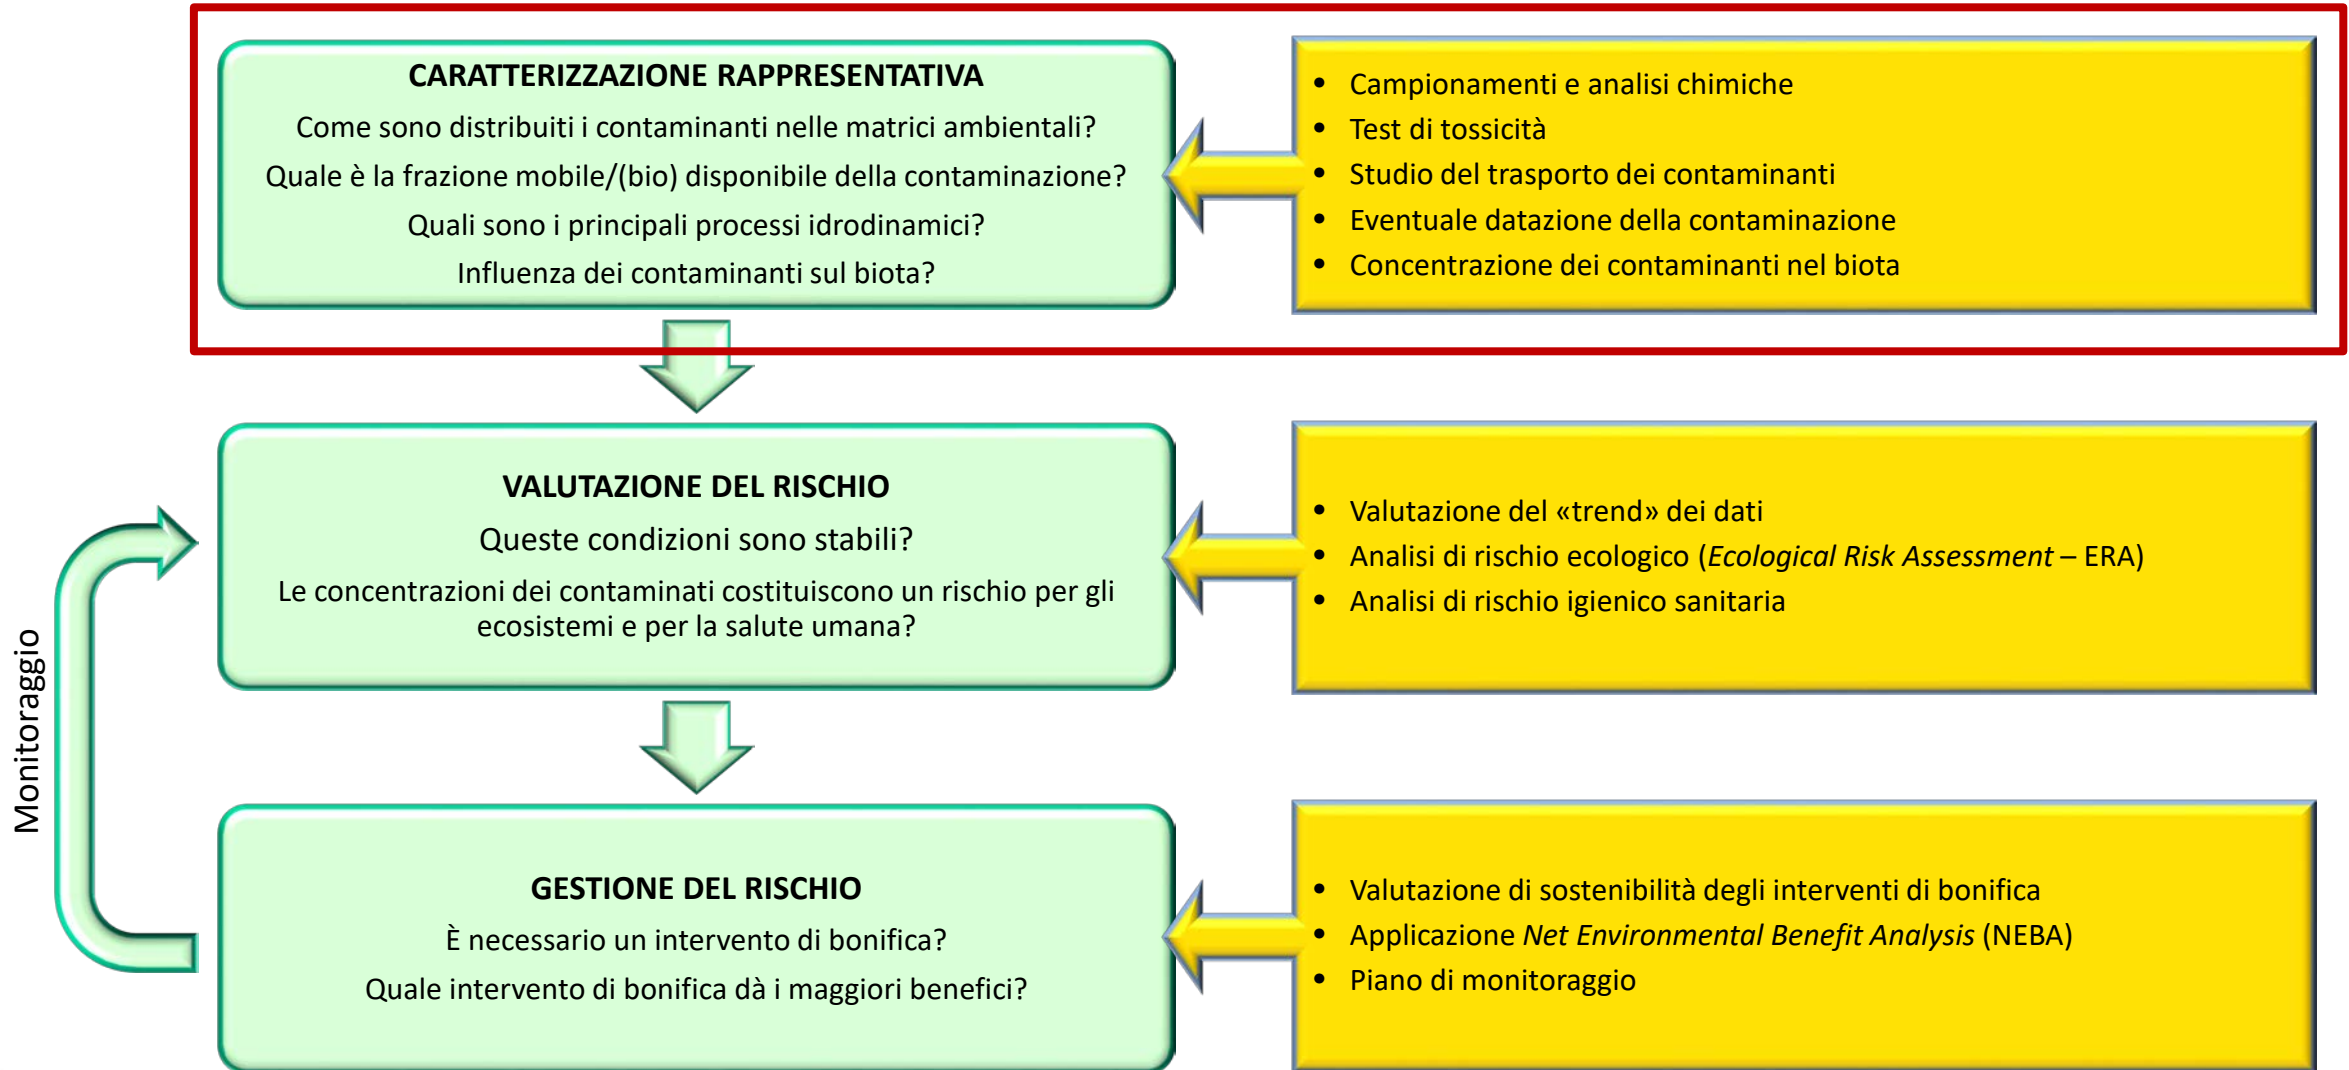 CARATTERIZZAZIONE RAPPRESENTATIVA
Come sono distribuiti i contaminanti nelle matrici ambientali?
Quale è la frazione mobile/(bio) disponibile della contaminazione?
Quali sono i principali processi idrodinamici?
Influenza dei contaminanti sul biota?
• Campionamenti e analisi chimiche
• Test di tossicità
• Studio del trasporto dei contaminanti
• Eventuale datazione della contaminazione
• Concentrazione dei contaminanti nel biota
VALUTAZIONE DEL RISCHIO
Queste condizioni sono stabili?
Le concentrazioni dei contaminati costituiscono un rischio per gli
ecosistemi e per la salute umana?
• Valutazione del «trend» dei dati
• Analisi di rischio ecologico (Ecological Risk Assessment – ERA)
• Analisi di rischio igienico sanitaria
Monitoraggio
GESTIONE DEL RISCHIO
È necessario un intervento di bonifica?
Quale intervento di bonifica dà i maggiori benefici?
• Valutazione di sostenibilità degli interventi di bonifica
• Applicazione Net Environmental Benefit Analysis (NEBA)
• Piano di monitoraggio